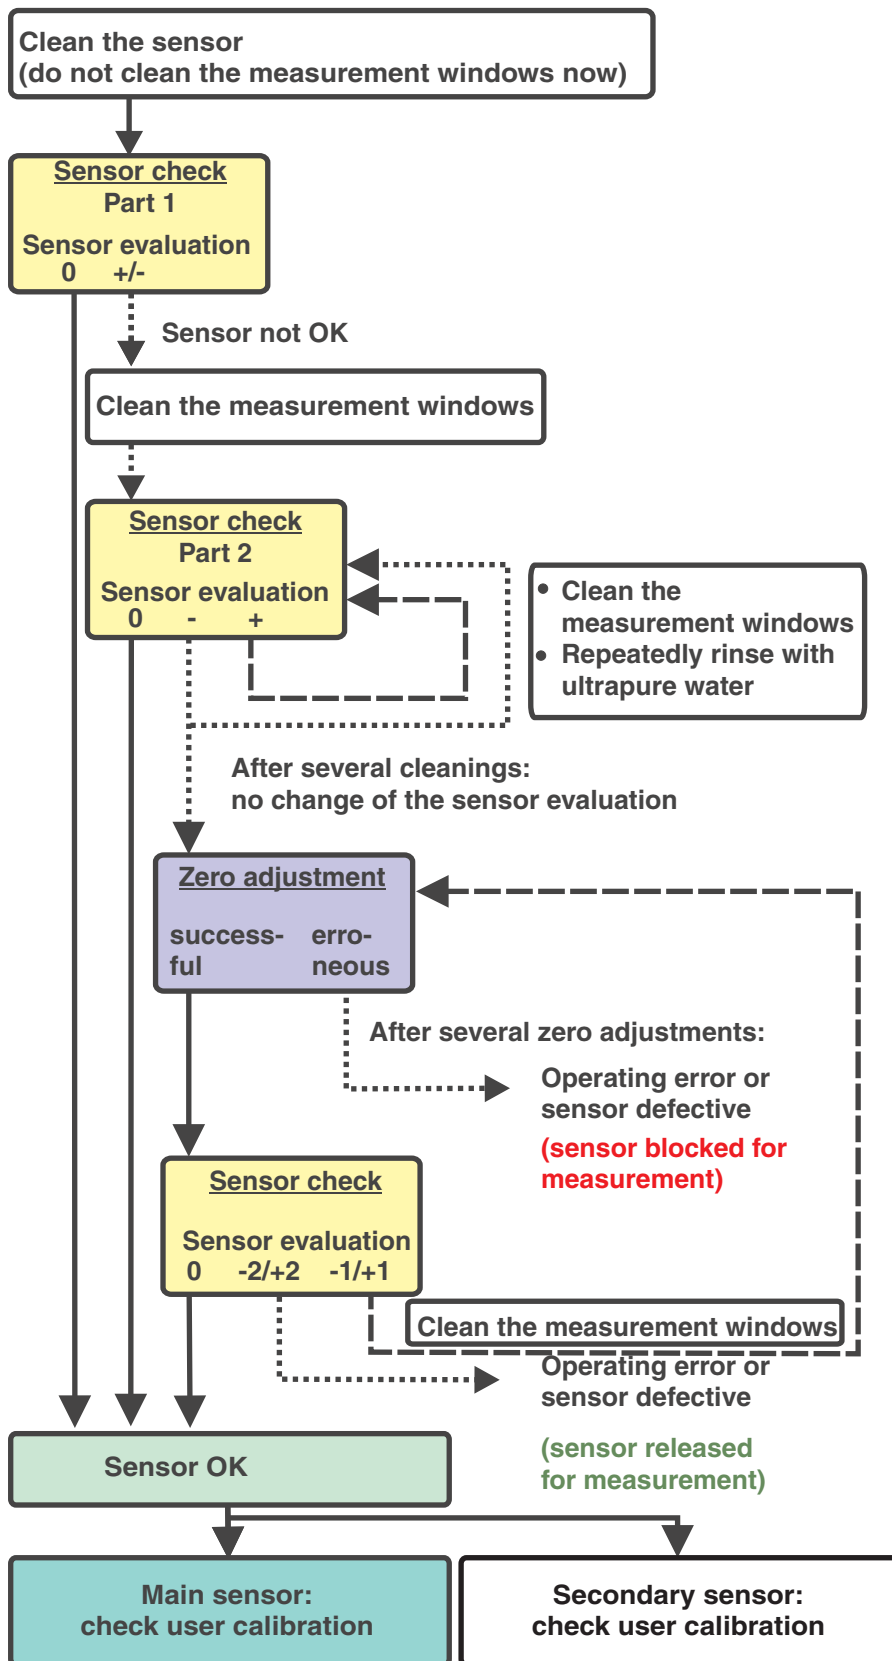 Clean the sensor
(do not clean the measurement windows now)
Sensor check
Part 1
Sensor evaluation
0 +/-
Sensor not OK
Clean the measurement windows
Sensor check
Part 2
Sensor evaluation
0 - +
• Clean the
measurement windows
• Repeatedly rinse with
ultrapure water
After several cleanings:
no change of the sensor evaluation
Zero adjustment
success- erro-
ful neous
After several zero adjustments:
Operating error or
sensor defective
(sensor blocked for
measurement)
Sensor check
Sensor evaluation
0 -2/+2 -1/+1
Clean the measurement windows
Operating error or
sensor defective
(sensor released
for measurement)
Sensor OK
Main sensor:
check user calibration
Secondary sensor:
check user calibration